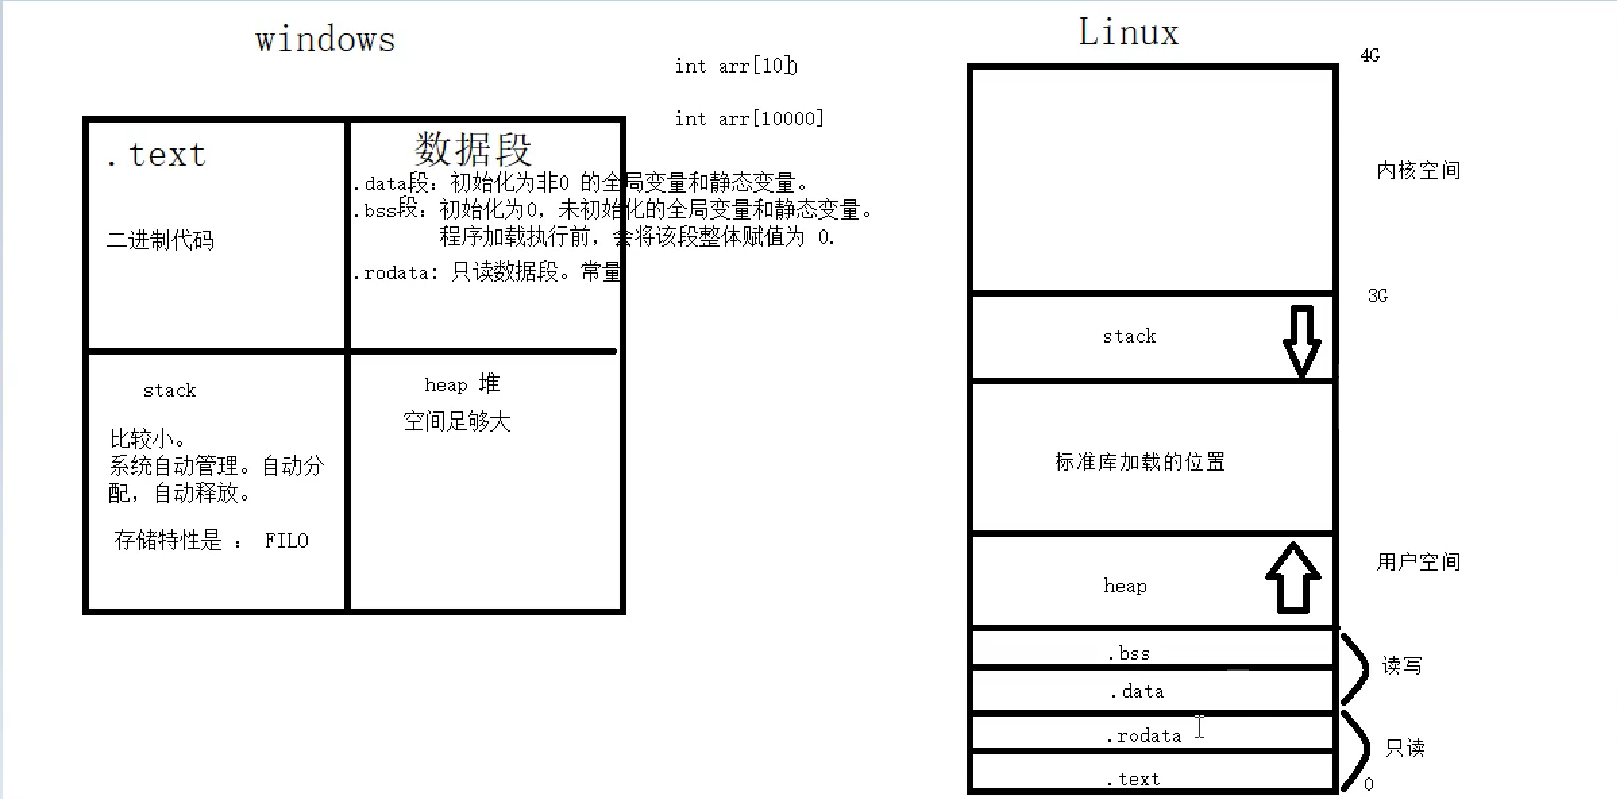 windows
int arr[10]
int arr[10000]
.text
二进制代码
数据段
.data段：初始化为非0 的全局变量和静态变量。
.bss段：初始化为0，未初始化的全局变量和静态变量。
程序加载执行前，会将该段整体赋值为 0.
.rodata: 只读数据段。常量
stack
比较小。
系统自动管理。自动分
配，自动释放。
存储特性是 ： FILO
heap 堆
空间足够大
Linux
4G
内核空间
3G
stack
标准库加载的位置
用户空间
heap
.bss
读写
.data
.rodata
只读
.text
0